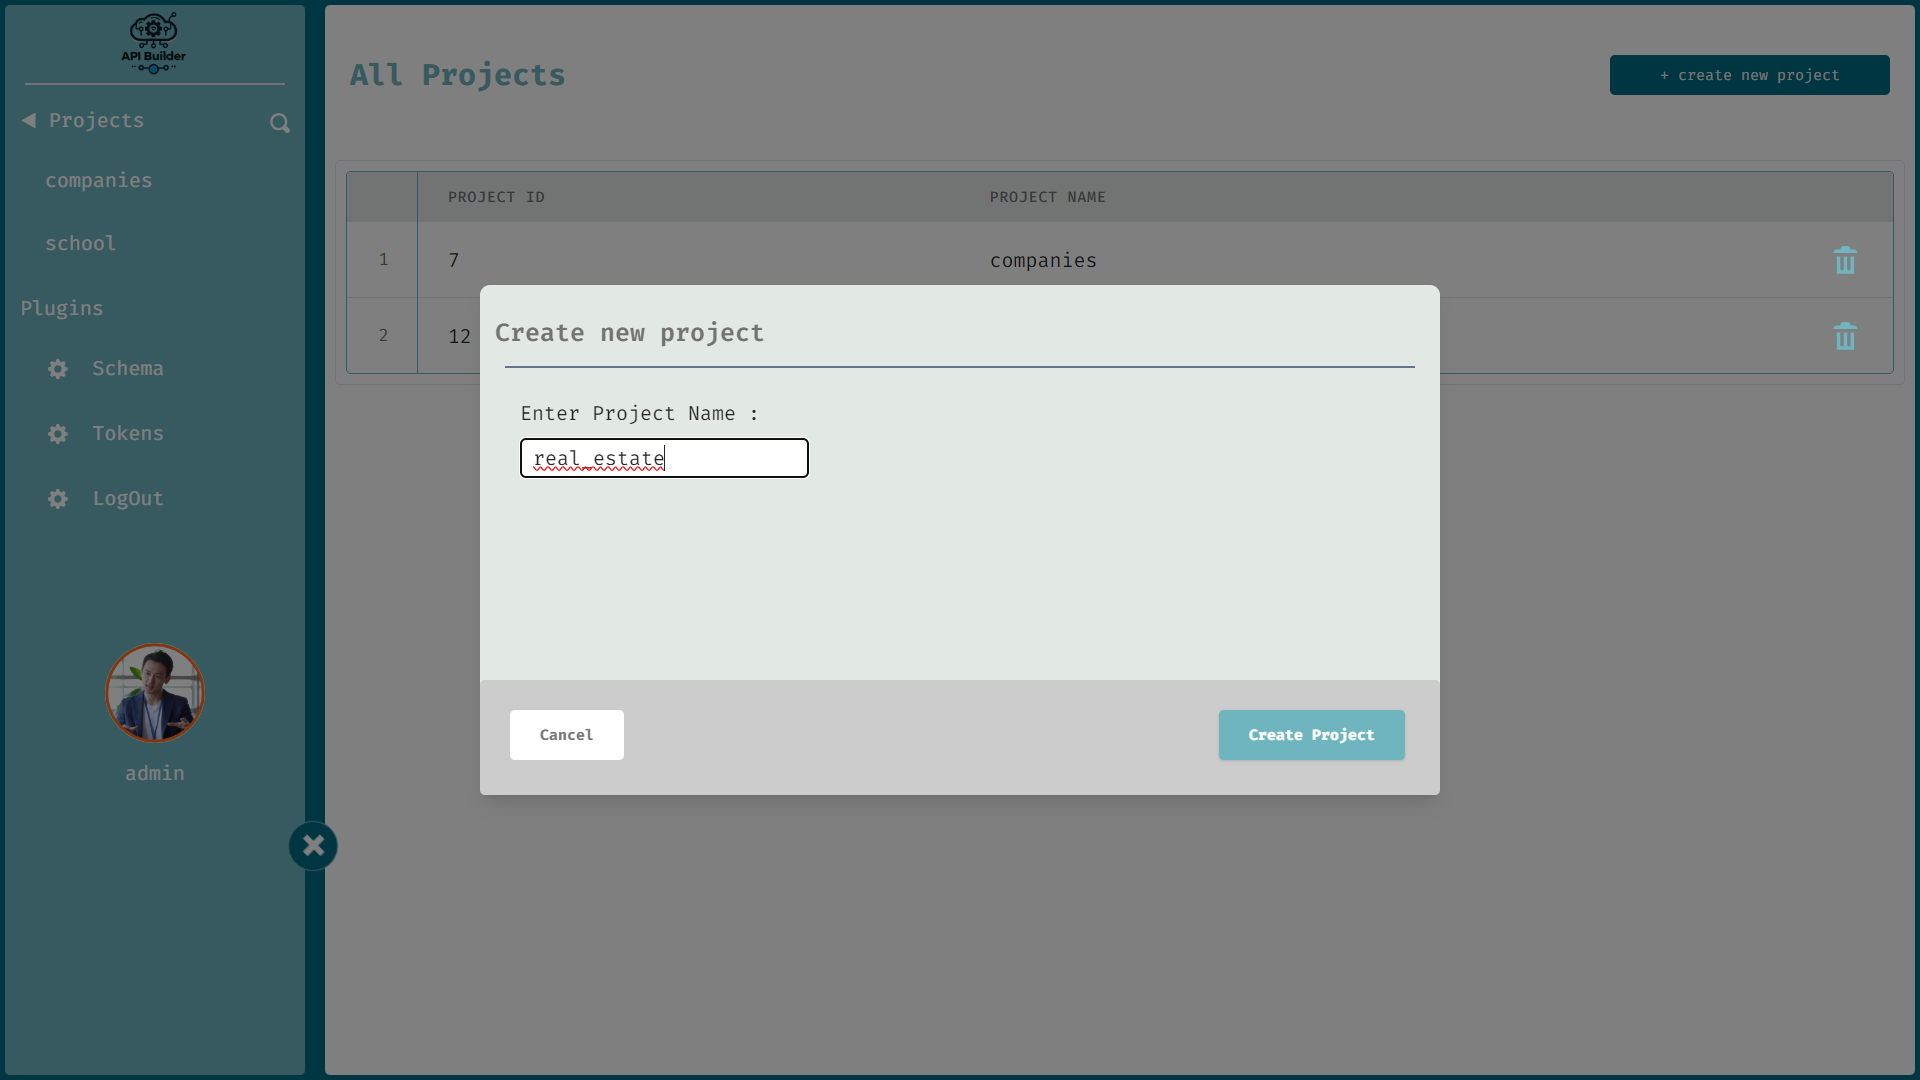 API Builder
Projects
companies
school
Plugins
Schema
Tokens
LogOut
admin
All Projects
+ create new project
PROJECT ID PROJECT NAME
1 7 companies
2 12
Create new project
Enter Project Name :
real_estate
Cancel
Create Project